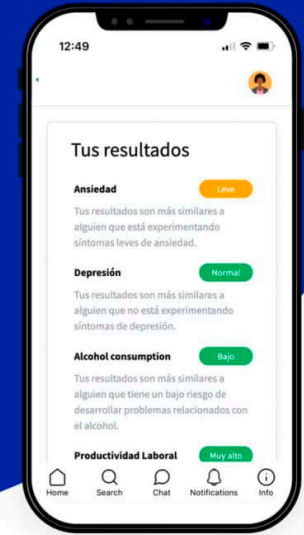 12:49
Tus resultados
Ansiedad
Leve
Tus resultados son más similares a
alguien que está experimentando
síntomas leves de ansiedad.
Depresión
Normal
Tus resultados son más similares a
alguien que no está experimentando
síntomas de depresión.
Alcohol consumption
Bajo
Tus resultados son más similares a
alguien que tiene un bajo riesgo de
desarrollar problemas relacionados con
el alcohol.
Productividad Laboral
Muy alto
Home
Search
Chat
Notifications
Info